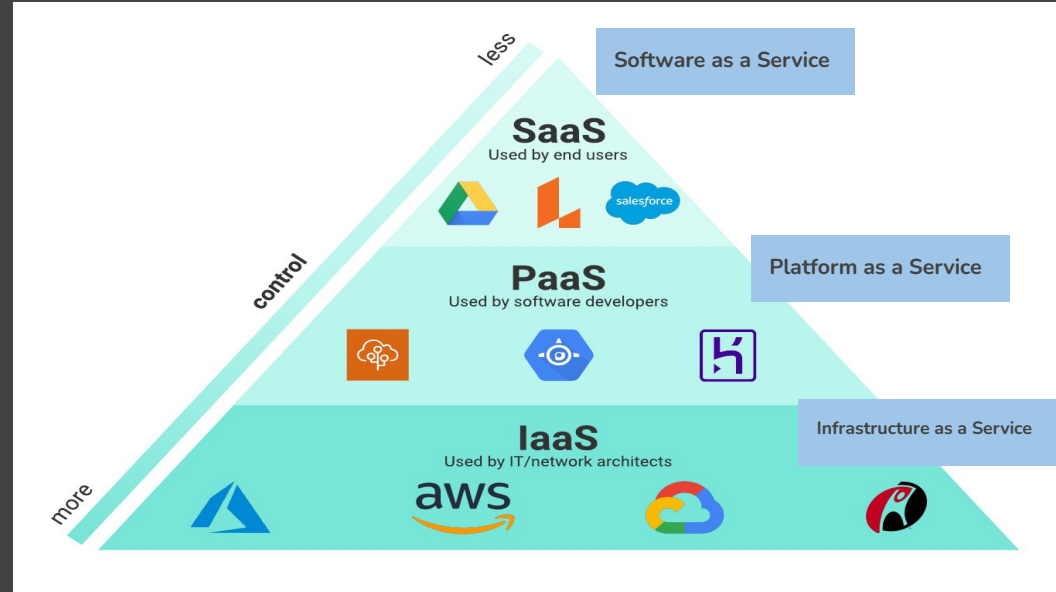 less
Software as a Service
SaaS
Used by end users
salesforce
control
Platform as a Service
PaaS
Used by software developers
Infrastructure as a Service
IaaS
Used by IT/network architects
more
aws